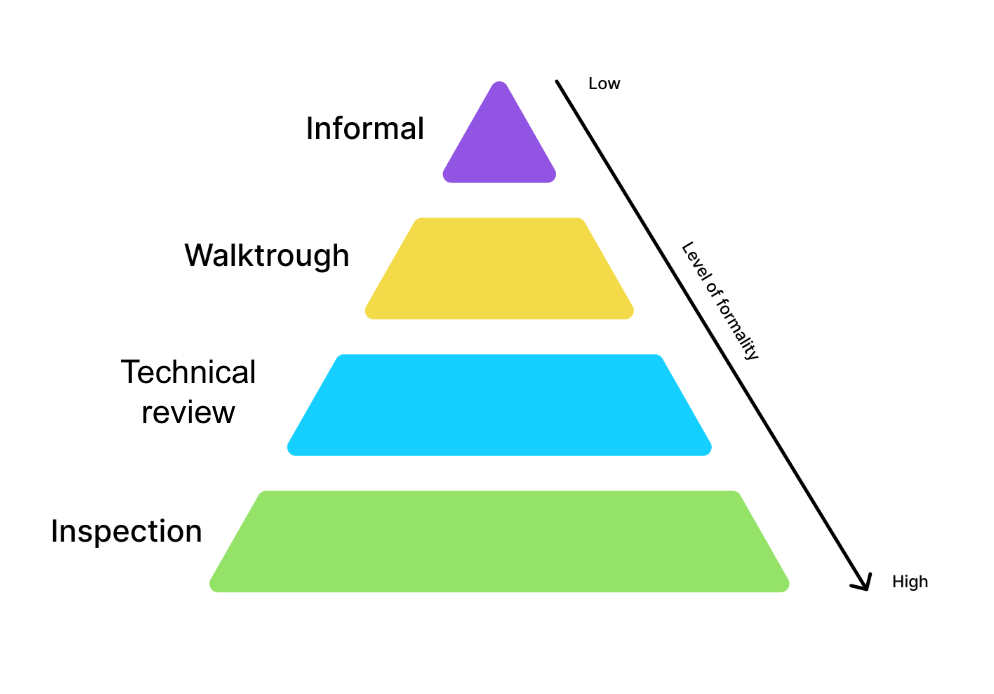 Low
Informal
Walktrough
Level of formality
Technical
review
Inspection
High